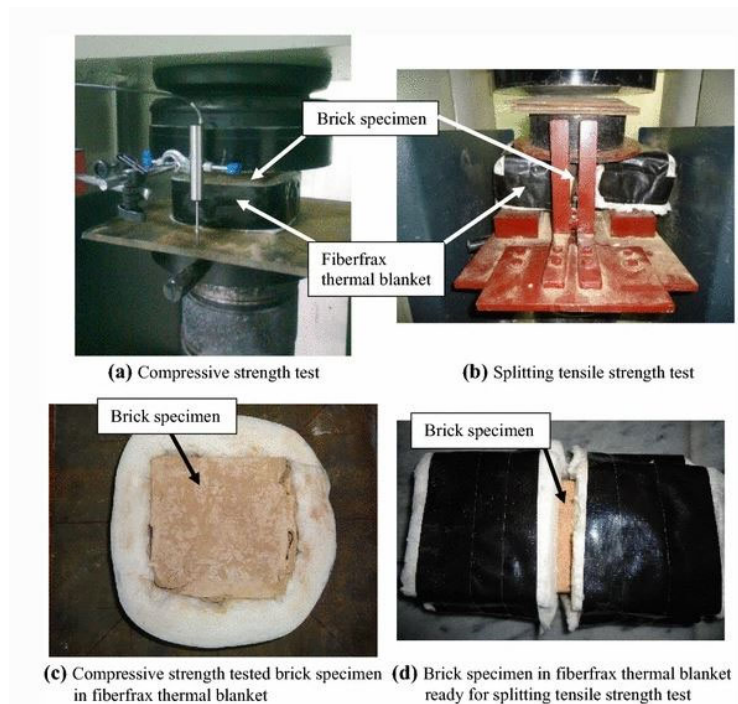 Brick specimen
Fiberfrax
thermal blanket
(a) Compressive strength test
(b) Splitting tensile strength test
Brick specimen
Brick specimen
(c) Compressive strength tested brick specimen
in fiberfrax thermal blanket
(d) Brick specimen in fiberfrax thermal blanket
ready for splitting tensile strength test